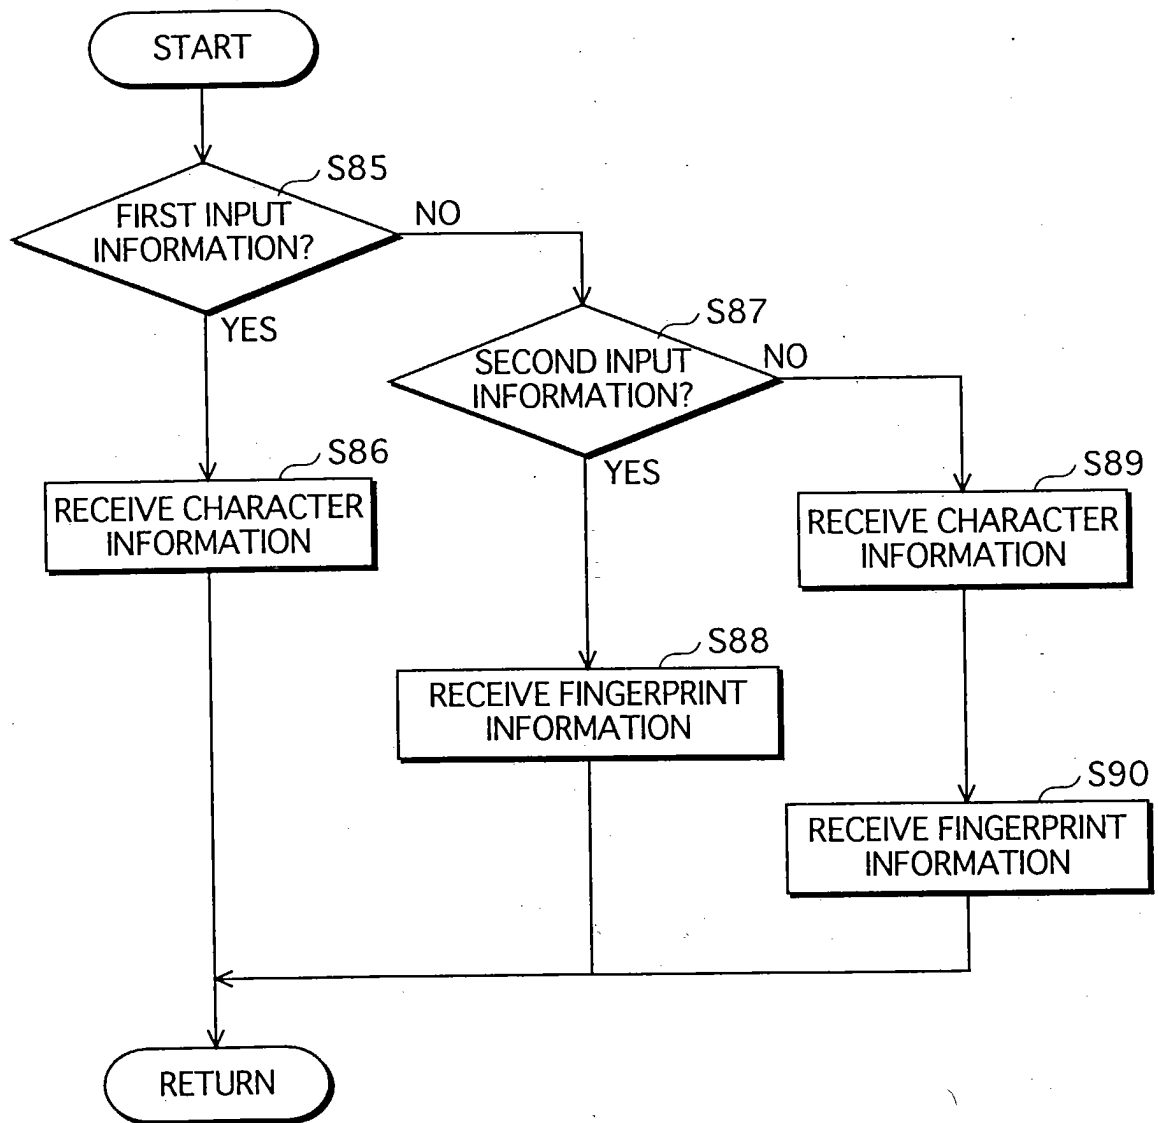 START
S85
FIRST INPUT
INFORMATION?
NO
YES
S87
SECOND INPUT
INFORMATION?
NO
YES
S86
RECEIVE CHARACTER
INFORMATION
S89
RECEIVE CHARACTER
INFORMATION
S88
RECEIVE FINGERPRINT
INFORMATION
S90
RECEIVE FINGERPRINT
INFORMATION
RETURN